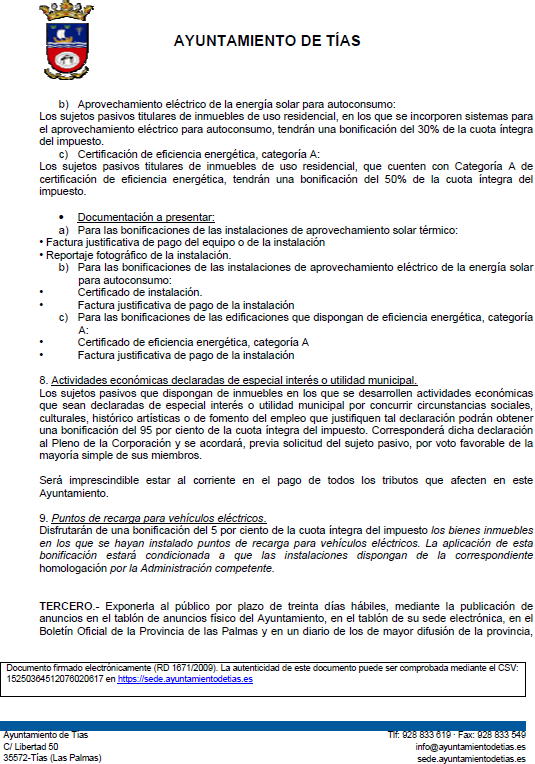 AYUNTAMIENTO DE TÍAS
b) Aprovechamiento eléctrico de la energía solar para autoconsumo:
Los sujetos pasivos titulares de inmuebles de uso residencial, en los que se incorporen sistemas para
el aprovechamiento eléctrico para autoconsumo, tendrán una bonificación del 30% de la cuota íntegra
del impuesto.
c) Certificación de eficiencia energética, categoría A:
Los sujetos pasivos titulares de inmuebles de uso residencial, que cuenten con Categoría A de
certificación de eficiencia energética, tendrán una bonificación del 50% de la cuota íntegra del
impuesto.
• Documentación a presentar:
a) Para las bonificaciones de las instalaciones de aprovechamiento solar térmico:
• Factura justificativa de pago del equipo o de la instalación
• Reportaje fotográfico de la instalación.
b) Para las bonificaciones de las instalaciones de aprovechamiento eléctrico de la energía solar
para autoconsumo:
• Certificado de instalación.
• Factura justificativa de pago de la instalación
c) Para las bonificaciones de las edificaciones que dispongan de eficiencia energética, categoría
A:
• Certificado de eficiencia energética, categoría A
• Factura justificativa de pago de la instalación
8. Actividades económicas declaradas de especial interés o utilidad municipal.
Los sujetos pasivos que dispongan de inmuebles en los que se desarrollen actividades económicas
que sean declaradas de especial interés o utilidad municipal por concurrir circunstancias sociales,
culturales, histórico artísticas o de fomento del empleo que justifiquen tal declaración podrán obtener
una bonificación del 95 por ciento de la cuota íntegra del impuesto. Corresponderá dicha declaración
al Pleno de la Corporación y se acordará, previa solicitud del sujeto pasivo, por voto favorable de la
mayoría simple de sus miembros.
Será imprescindible estar al corriente en el pago de todos los tributos que afecten en este
Ayuntamiento.
9. Puntos de recarga para vehículos eléctricos.
Disfrutarán de una bonificación del 5 por ciento de la cuota íntegra del impuesto los bienes inmuebles
en los que se hayan instalado puntos de recarga para vehículos eléctricos. La aplicación de esta
bonificación estará condicionada a que las instalaciones dispongan de la correspondiente
homologación por la Administración competente.
TERCERO.- Exponerla al público por plazo de treinta días hábiles, mediante la publicación de
anuncios en el tablón de anuncios físico del Ayuntamiento, en el tablón de su sede electrónica, en el
Boletín Oficial de la Provincia de las Palmas y en un diario de los de mayor difusión de la provincia,
Documento firmado electrónicamente (RD 1671/2009). La autenticidad de este documento puede ser comprobada mediante el CSV:
15250364512076020617 en https://sede.ayuntamientodetias.es
Ayuntamiento de Tías
C/ Libertad 50
35572-Tías (Las Palmas)
Tlf: 928 833 619 · Fax: 928 833 549
info@ayuntamientodetias.es
sede.ayuntamientodetias.es